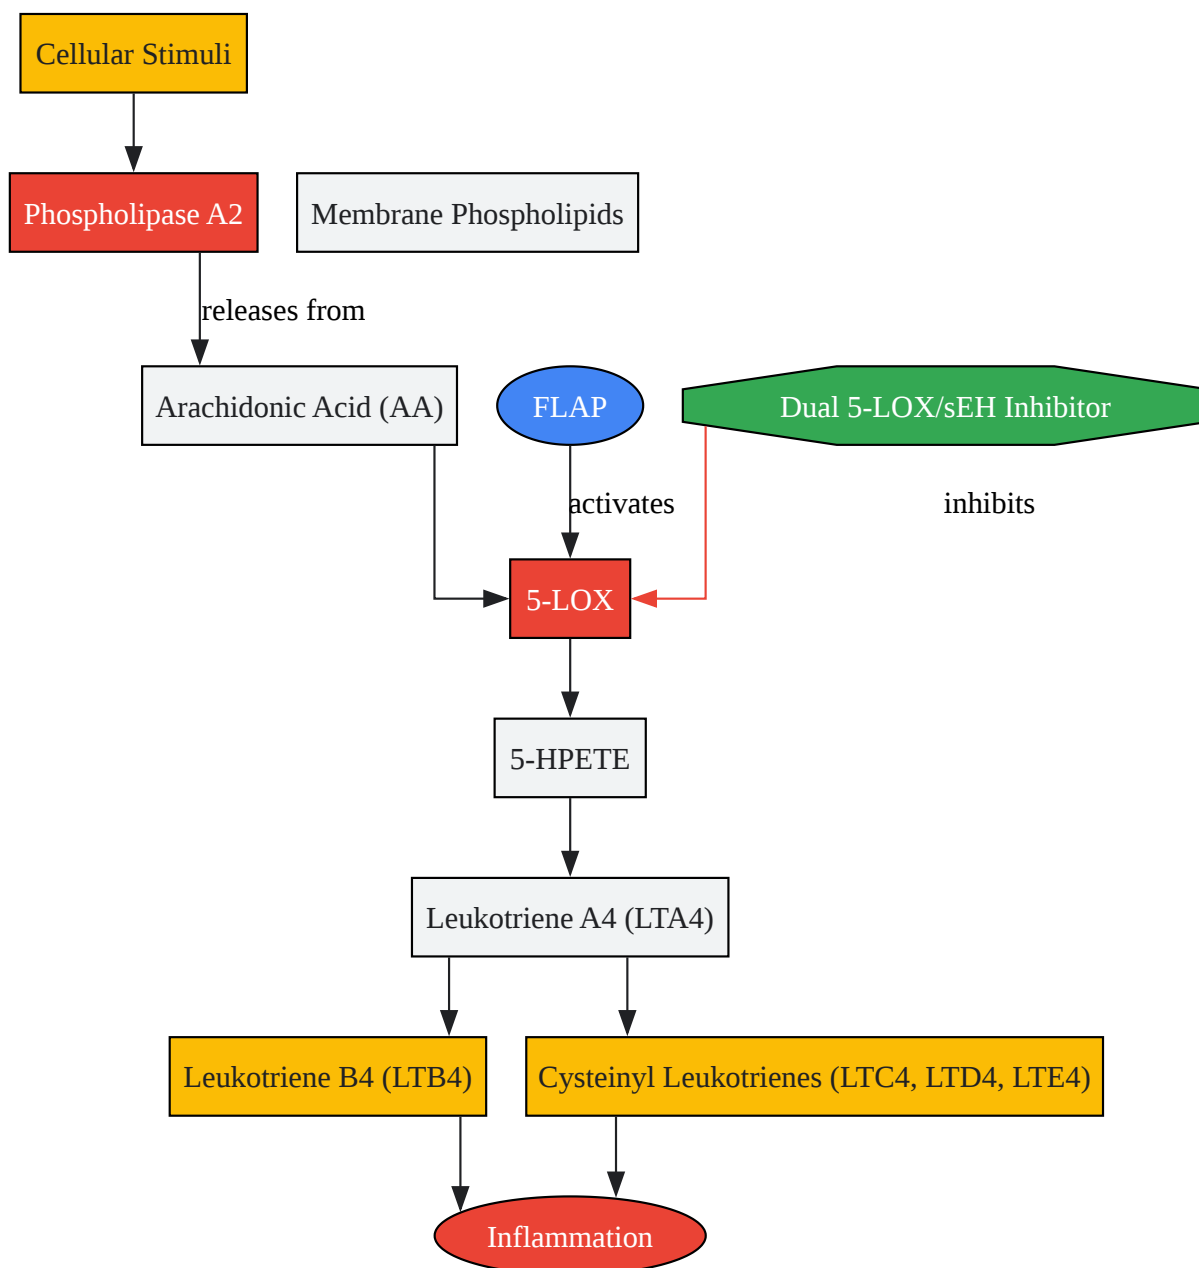 Cellular Stimuli
Phospholipase A2
Membrane Phospholipids
releases from
Arachidonic Acid (AA)
FLAP
Dual 5-LOX/sEH Inhibitor
activates
inhibits
5-LOX
5-HPETE
Leukotriene A4 (LTA4)
Leukotriene B4 (LTB4)
Cysteinyl Leukotrienes (LTC4, LTD4, LTE4)
Inflammation